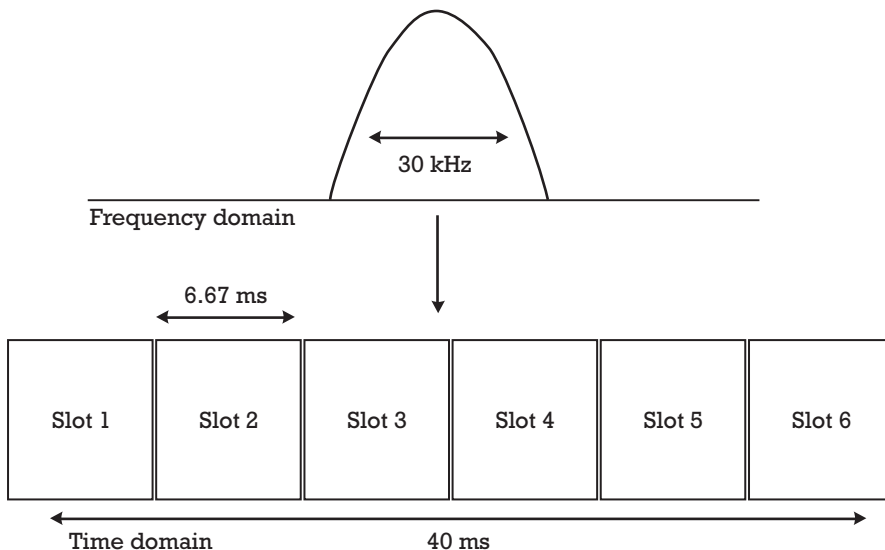 30 kHz
Frequency domain
6.67 ms
Slot 1 Slot 2 Slot 3 Slot 4 Slot 5 Slot 6
Time domain 40 ms